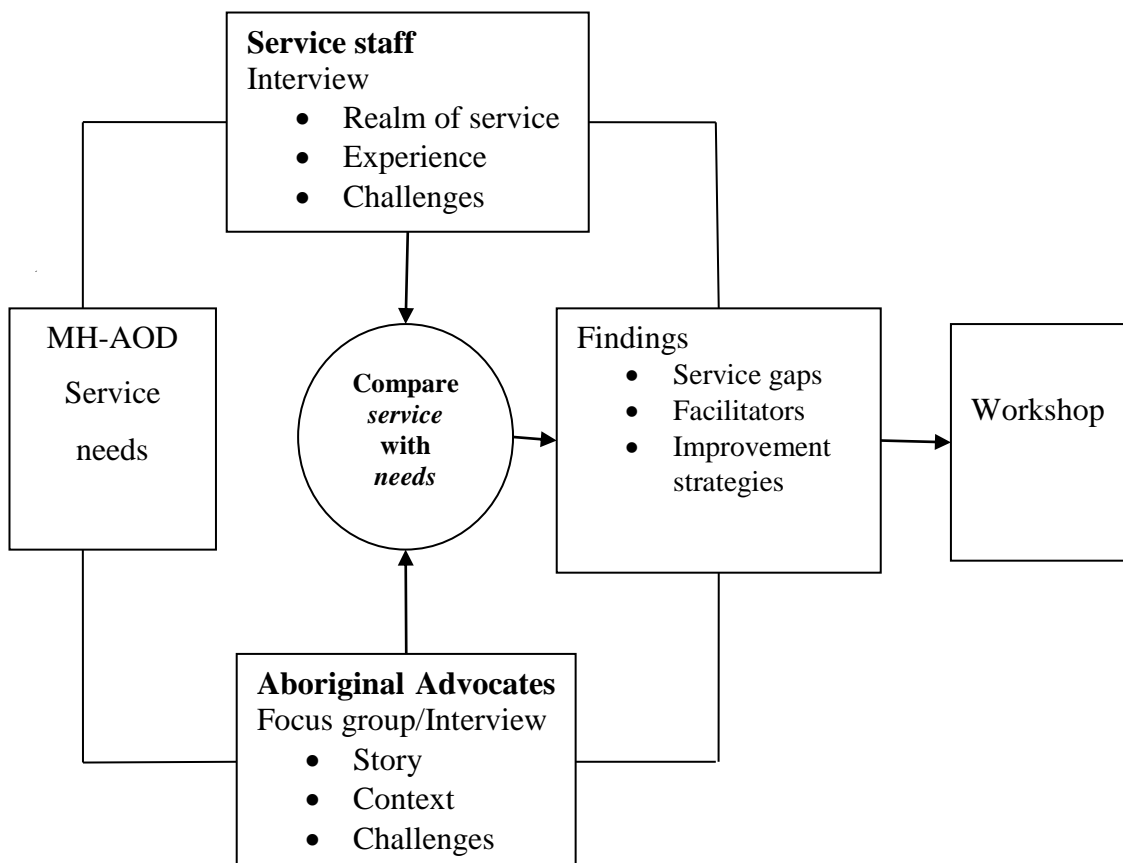 Service staff
Interview
• Realm of service
• Experience
• Challenges
MH-AOD
Service
needs
Compare
service
with
needs
Findings
• Service gaps
• Facilitators
• Improvement
strategies
Workshop
Aboriginal Advocates
Focus group/Interview
• Story
• Context
• Challenges